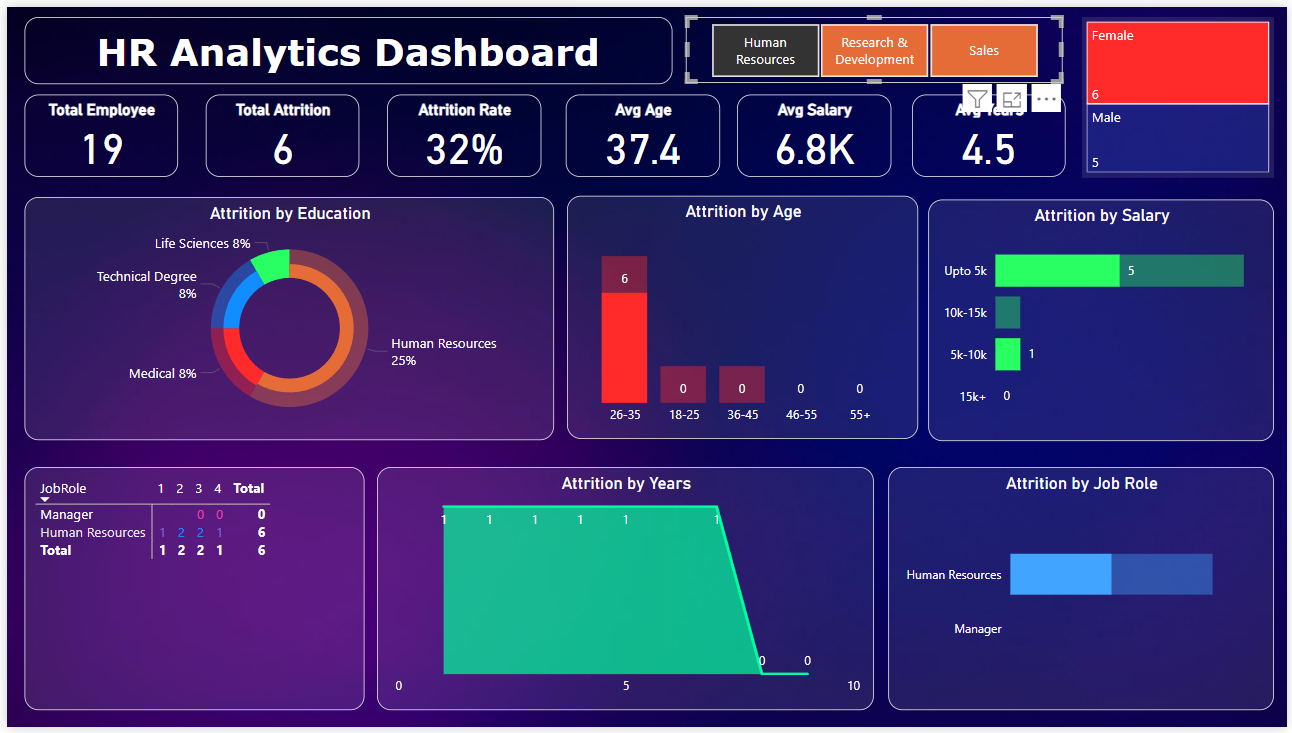 HR Analytics Dashboard
Human
Resources
Research &
Development
Sales
Female
6
Male
5
Total Employee
19
Total Attrition
6
Attrition Rate
32%
Avg Age
37.4
Avg Salary
6.8K
Avg Years
4.5
Attrition by Education
Life Sciences 8%
Technical Degree
8%
Medical 8%
Human Resources
25%
Attrition by Age
6
0
0
0
0
26-35
18-25
36-45
46-55
55+
Attrition by Salary
Upto 5k
5
10k-15k
5k-10k
1
15k+
0
JobRole 1 2 3 4 Total
Manager 0 0 0
Human Resources 1 2 2 1 6
Total 1 2 2 1 6
Attrition by Years
1 1 1 1 1 1
0 0
0 5 10
Attrition by Job Role
Human Resources
Manager